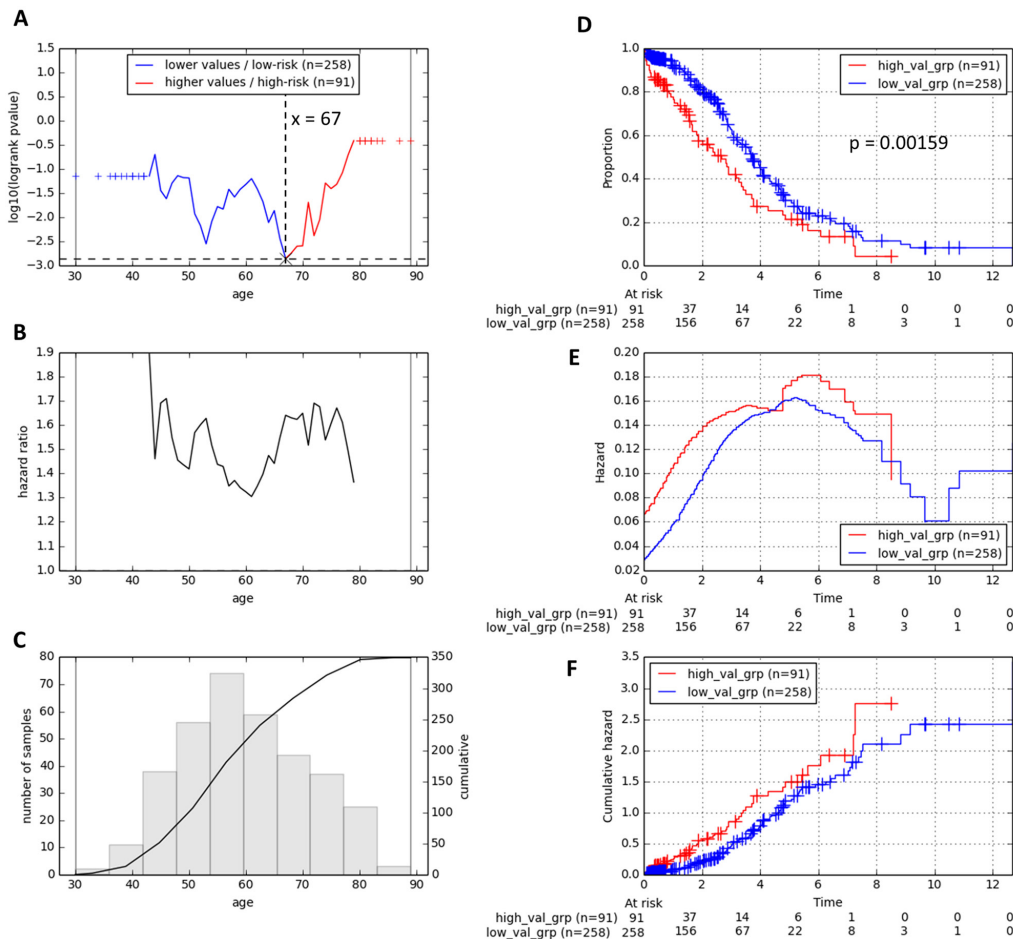 A
1.5
1.0
0.5
0.0
−0.5
−1.0
−1.5
−2.0
−2.5
−3.0
log10(logrank pvalue)
lower values / low-risk (n=258)
higher values / high-risk (n=91)
x = 67
30 40 50 60 70 80 90
age
B
1.9
1.8
1.7
1.6
1.5
1.4
1.3
1.2
1.1
1.0
hazard ratio
30 40 50 60 70 80 90
age
C
80
70
60
50
40
30
20
10
0
number of samples
350
300
250
200
150
100
50
0
cumulative
30 40 50 60 70 80 90
age
D
1.0
0.8
0.6
0.4
0.2
0.0
Proportion
high_val_grp (n=91)
low_val_grp (n=258)
p = 0.00159
0 2 4 6 8 10 12
At risk Time
high_val_grp (n=91) 91 37 14 6 1 0 0 0
low_val_grp (n=258) 258 156 67 22 8 3 1 0
E
0.20
0.18
0.16
0.14
0.12
0.10
0.08
0.06
0.04
0.02
Hazard
high_val_grp (n=91)
low_val_grp (n=258)
0 2 4 6 8 10 12
At risk Time
high_val_grp (n=91) 91 37 14 6 1 0 0 0
low_val_grp (n=258) 258 156 67 22 8 3 1 0
F
3.5
3.0
2.5
2.0
1.5
1.0
0.5
0.0
Cumulative hazard
high_val_grp (n=91)
low_val_grp (n=258)
0 2 4 6 8 10 12
At risk Time
high_val_grp (n=91) 91 37 14 6 1 0 0 0
low_val_grp (n=258) 258 156 67 22 8 3 1 0